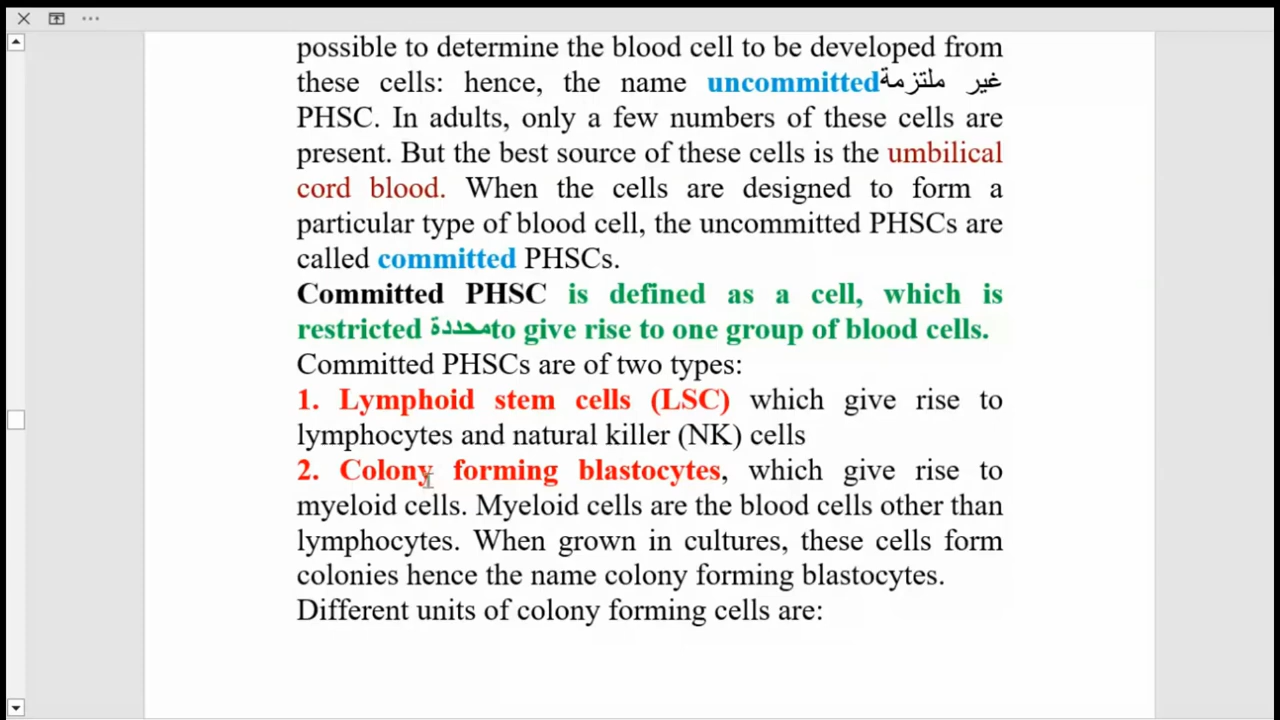 possible to determine the blood cell to be developed from
these cells: hence, the name uncommitted غير ملتزمة
PHSC. In adults, only a few numbers of these cells are
present. But the best source of these cells is the umbilical
cord blood. When the cells are designed to form a
particular type of blood cell, the uncommitted PHSCs are
called committed PHSCs.
Committed PHSC is defined as a cell, which is
restricted محددة to give rise to one group of blood cells.
Committed PHSCs are of two types:
1. Lymphoid stem cells (LSC) which give rise to
lymphocytes and natural killer (NK) cells
2. Colony forming blastocytes, which give rise to
myeloid cells. Myeloid cells are the blood cells other than
lymphocytes. When grown in cultures, these cells form
colonies hence the name colony forming blastocytes.
Different units of colony forming cells are: